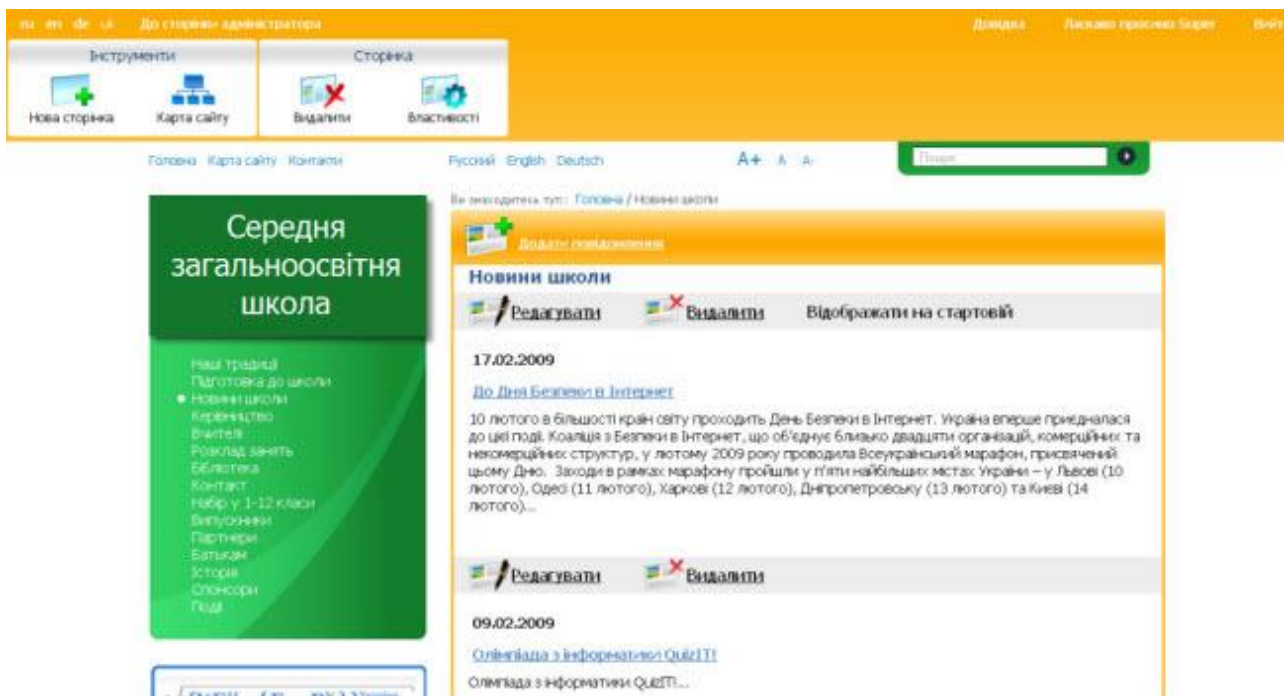 ru en de ua До сторінки адміністратора Довідка Ласкаво просимо Super Вийт
Інструменти Сторінка
Нова сторінка Карта сайту Видалити Властивості
Головна Карта сайту Контакти Русский English Deutsch A+ A A- Пошук
Ви знаходитесь тут:: Головна / Новини школи
Середня
загальноосвітня
школа
Наші традиції
Підготовка до школи
Новини школи
Керівництво
Вчителі
Розклад занять
Бібліотека
Контакт
Набір у 1-12 класи
Випускники
Партнери
Батькам
Історія
Спонсори
Події
Додати повідомлення
Новини школи
Редагувати Видалити Відображати на стартовій
17.02.2009
До Дня Безпеки в Інтернет
10 лютого в більшості країн світу проходить День Безпеки в Інтернет. Україна вперше приєдналася
до цієї події. Коаліція з Безпеки в Інтернет, що об'єднує близько двадцяти організацій, комерційних та
некомерційних структур, у лютому 2009 року проводила Всеукраїнський марафон, присвячений
цьому Дню. Заходи в рамках марафону пройшли у п'яти найбільших містах України – у Львові (10
лютого), Одесі (11 лютого), Харкові (12 лютого), Дніпропетровську (13 лютого) та Києві (14
лютого)...
Редагувати Видалити
09.02.2009
Олімпіада з інформатики QuizIT!
Олімпіада з інформатики QuizIT!...